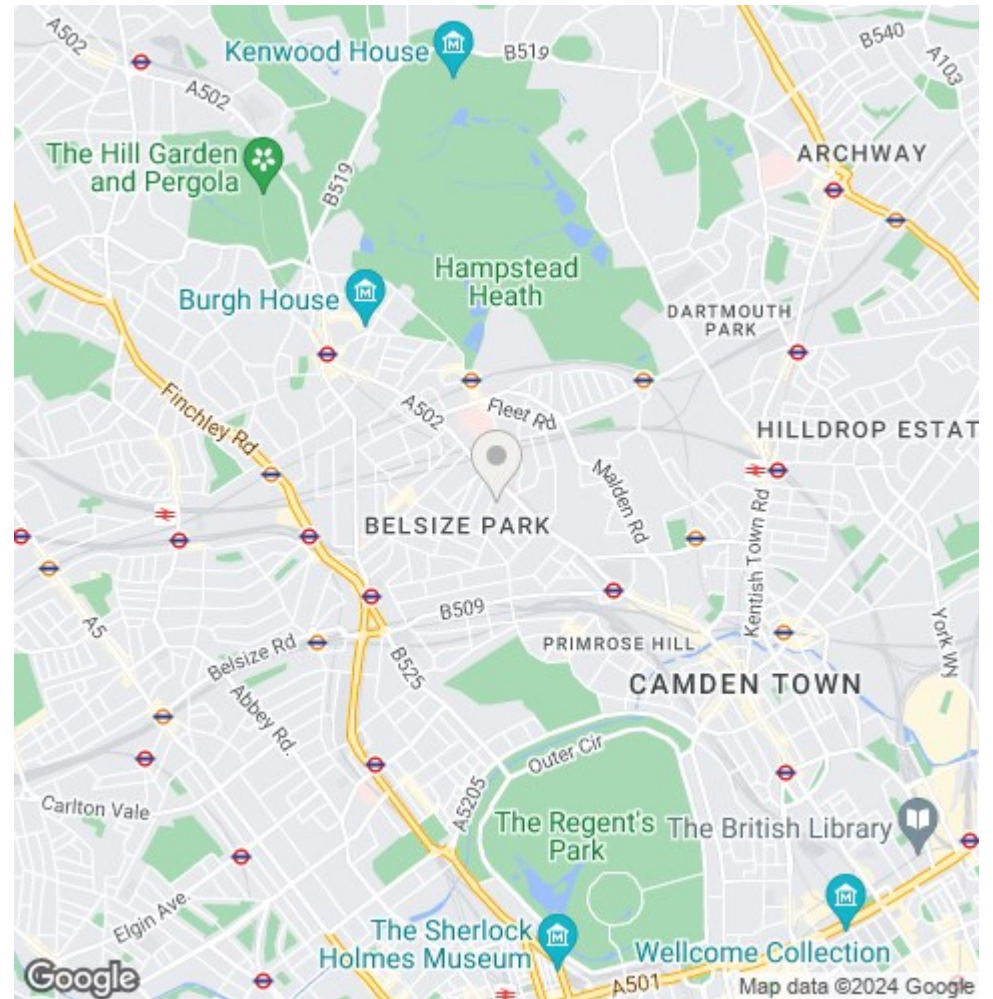 A502
Kenwood House
B519
B540
A103
A502
The Hill Garden
and Pergola
B519
ARCHWAY
Hampstead
Heath
Burgh House
DARTMOUTH
PARK
A502
Fleet Rd
Finchley Rd
HILLDROP ESTAT
Malden Rd
BELSIZE PARK
Kentish Town Rd
B509
A5
Belsize Rd
PRIMROSE HILL
York Wy
B525
Abbey Rd.
CAMDEN TOWN
Outer Cir
A5205
Carlton Vale
The Regent's
Park
The British Library
Elgin Ave.
The Sherlock
Holmes Museum
Wellcome Collection
A501
Google
Map data ©2024 Google